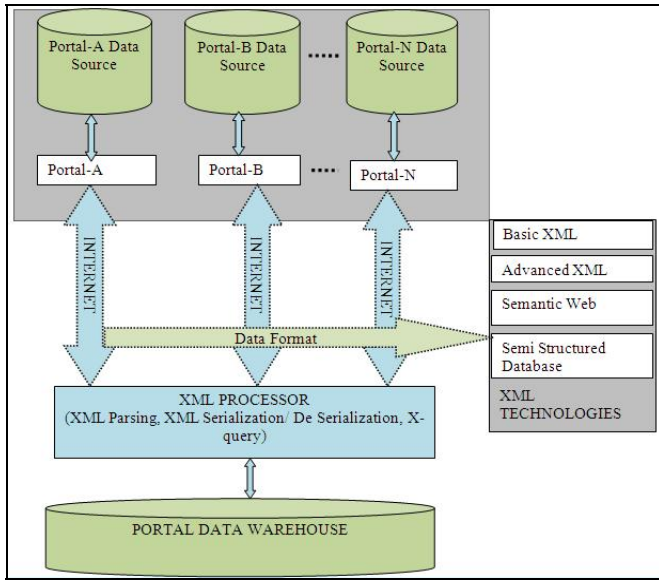 Portal-A Data
Source
Portal-B Data
Source
Portal-N Data
Source
Portal-A
Portal-B
Portal-N
INTERNET
INTERNET
INTERNET
Basic XML
Advanced XML
Semantic Web
Semi Structured
Database
XML
TECHNOLOGIES
Data Format
XML PROCESSOR
(XML Parsing, XML Serialization/ De Serialization, X-
query)
PORTAL DATA WAREHOUSE